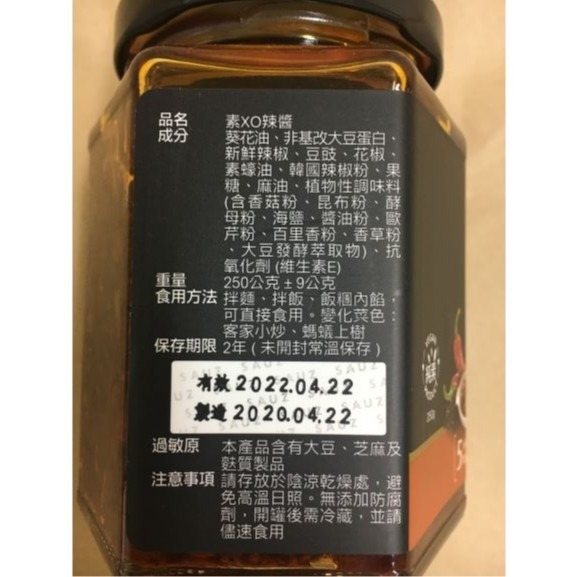 品名 素XO辣醬
成分 葵花油、非基改大豆蛋白、
新鮮辣椒、豆豉、花椒、
素蠔油、韓國辣椒粉、果
糖、麻油、植物性調味料
(含香菇粉、昆布粉、酵
母粉、海鹽、醬油粉、歐
芹粉、百里香粉、香草粉
、大豆發酵萃取物)、抗
氧化劑 (維生素E)
重量 250公克±9公克
食用方法 拌麵、拌飯、飯糰內餡,
可直接食用。變化菜色:
客家小炒、螞蟻上樹
保存期限 2年 ( 未開封常溫保存 )
SAUZ
有效 2022.04.22
製造 2020.04.22
過敏原 本產品含有大豆、芝麻及
麩質製品
注意事項 請存放於陰涼乾燥處,避
免高溫日照。無添加防腐
劑,開罐後需冷藏,並請
儘速食用